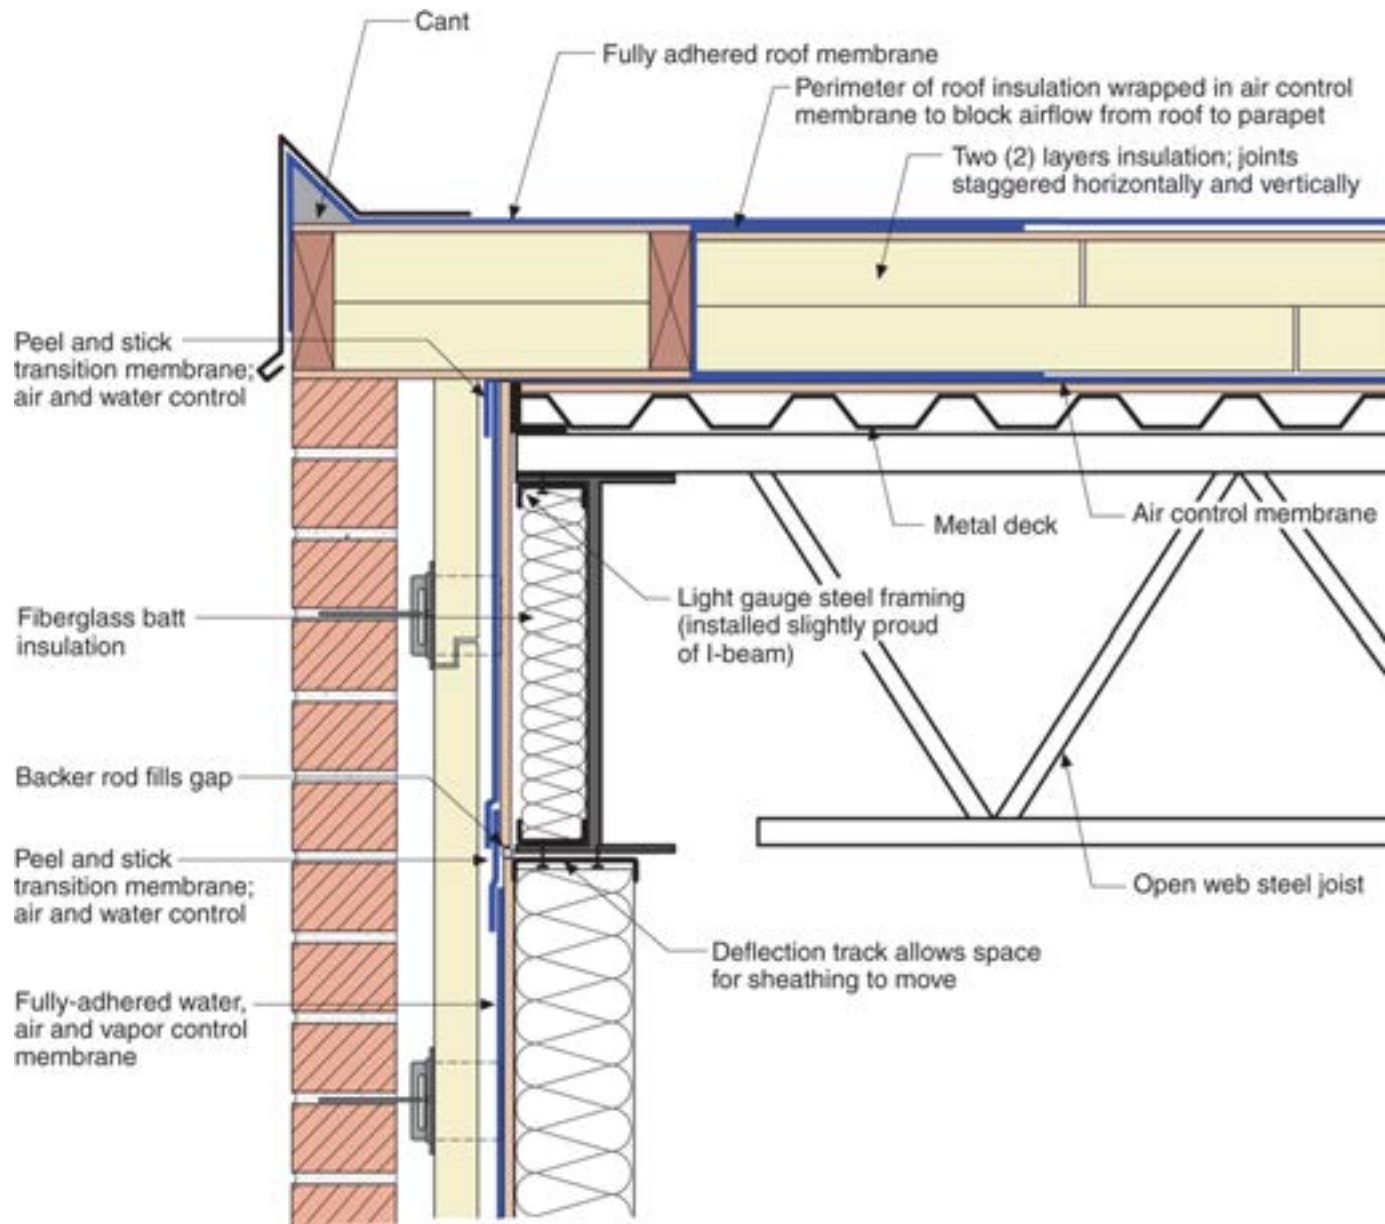 Cant
Fully adhered roof membrane
Perimeter of roof insulation wrapped in air control
membrane to block airflow from roof to parapet
Two (2) layers insulation; joints
staggered horizontally and vertically
Peel and stick
transition membrane;
air and water control
Metal deck
Air control membrane
Fiberglass batt
insulation
Light gauge steel framing
(installed slightly proud
of I-beam)
Backer rod fills gap
Peel and stick
transition membrane;
air and water control
Open web steel joist
Deflection track allows space
for sheathing to move
Fully-adhered water,
air and vapor control
membrane